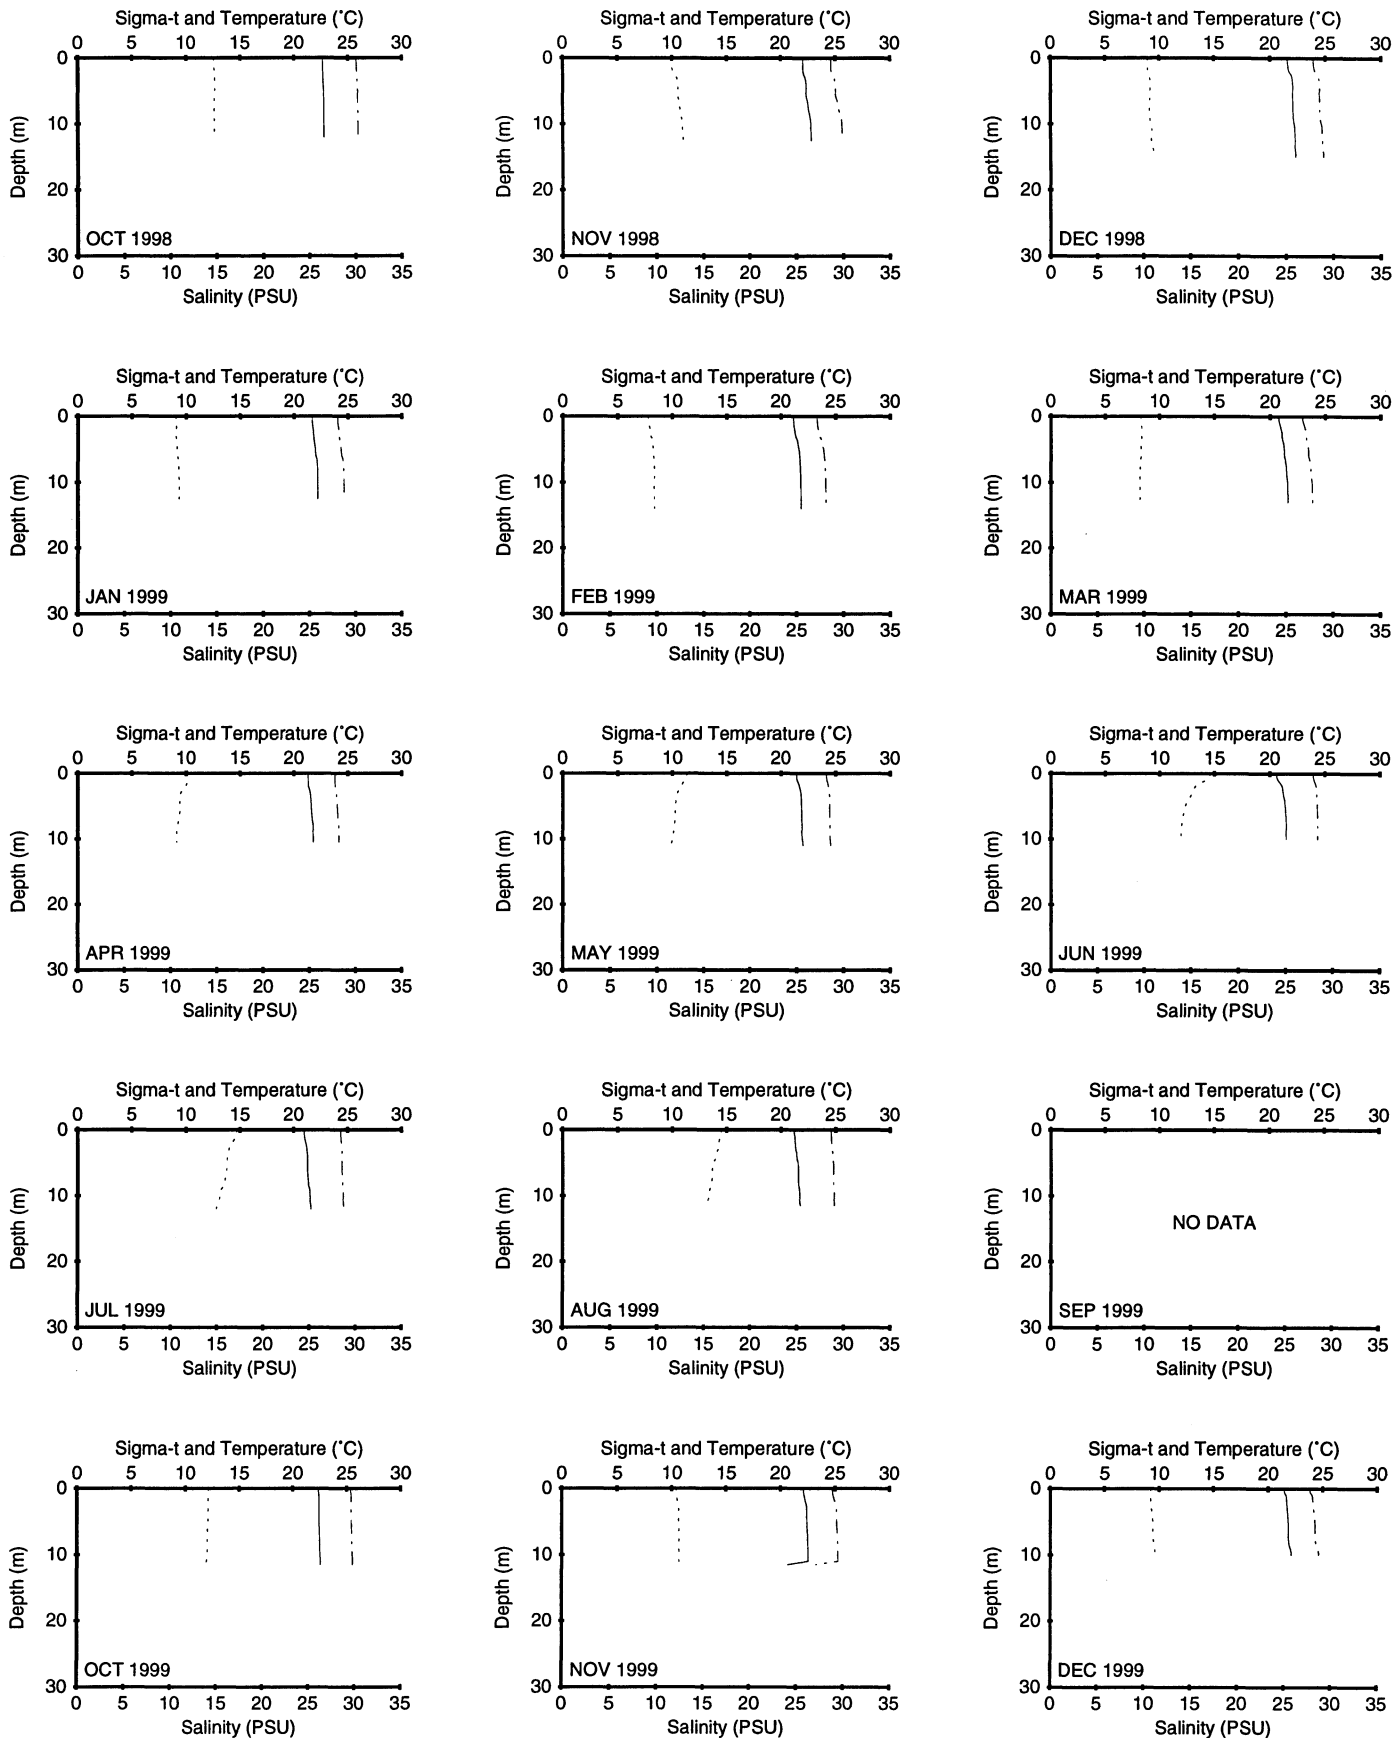 Sigma-t and Temperature (˚C)
0 5 10 15 20 25 30
0
10
20
30
Depth (m)
OCT 1998
0 5 10 15 20 25 30 35
Salinity (PSU)
Sigma-t and Temperature (˚C)
0 5 10 15 20 25 30
0
10
20
30
Depth (m)
NOV 1998
0 5 10 15 20 25 30 35
Salinity (PSU)
Sigma-t and Temperature (˚C)
0 5 10 15 20 25 30
0
10
20
30
Depth (m)
DEC 1998
0 5 10 15 20 25 30 35
Salinity (PSU)
Sigma-t and Temperature (˚C)
0 5 10 15 20 25 30
0
10
20
30
Depth (m)
JAN 1999
0 5 10 15 20 25 30 35
Salinity (PSU)
Sigma-t and Temperature (˚C)
0 5 10 15 20 25 30
0
10
20
30
Depth (m)
FEB 1999
0 5 10 15 20 25 30 35
Salinity (PSU)
Sigma-t and Temperature (˚C)
0 5 10 15 20 25 30
0
10
20
30
Depth (m)
MAR 1999
0 5 10 15 20 25 30 35
Salinity (PSU)
Sigma-t and Temperature (˚C)
0 5 10 15 20 25 30
0
10
20
30
Depth (m)
APR 1999
0 5 10 15 20 25 30 35
Salinity (PSU)
Sigma-t and Temperature (˚C)
0 5 10 15 20 25 30
0
10
20
30
Depth (m)
MAY 1999
0 5 10 15 20 25 30 35
Salinity (PSU)
Sigma-t and Temperature (˚C)
0 5 10 15 20 25 30
0
10
20
30
Depth (m)
JUN 1999
0 5 10 15 20 25 30 35
Salinity (PSU)
Sigma-t and Temperature (˚C)
0 5 10 15 20 25 30
0
10
20
30
Depth (m)
JUL 1999
0 5 10 15 20 25 30 35
Salinity (PSU)
Sigma-t and Temperature (˚C)
0 5 10 15 20 25 30
0
10
20
30
Depth (m)
AUG 1999
0 5 10 15 20 25 30 35
Salinity (PSU)
Sigma-t and Temperature (˚C)
0 5 10 15 20 25 30
0
10
20
30
Depth (m)
NO DATA
SEP 1999
0 5 10 15 20 25 30 35
Salinity (PSU)
Sigma-t and Temperature (˚C)
0 5 10 15 20 25 30
0
10
20
30
Depth (m)
OCT 1999
0 5 10 15 20 25 30 35
Salinity (PSU)
Sigma-t and Temperature (˚C)
0 5 10 15 20 25 30
0
10
20
30
Depth (m)
NOV 1999
0 5 10 15 20 25 30 35
Salinity (PSU)
Sigma-t and Temperature (˚C)
0 5 10 15 20 25 30
0
10
20
30
Depth (m)
DEC 1999
0 5 10 15 20 25 30 35
Salinity (PSU)